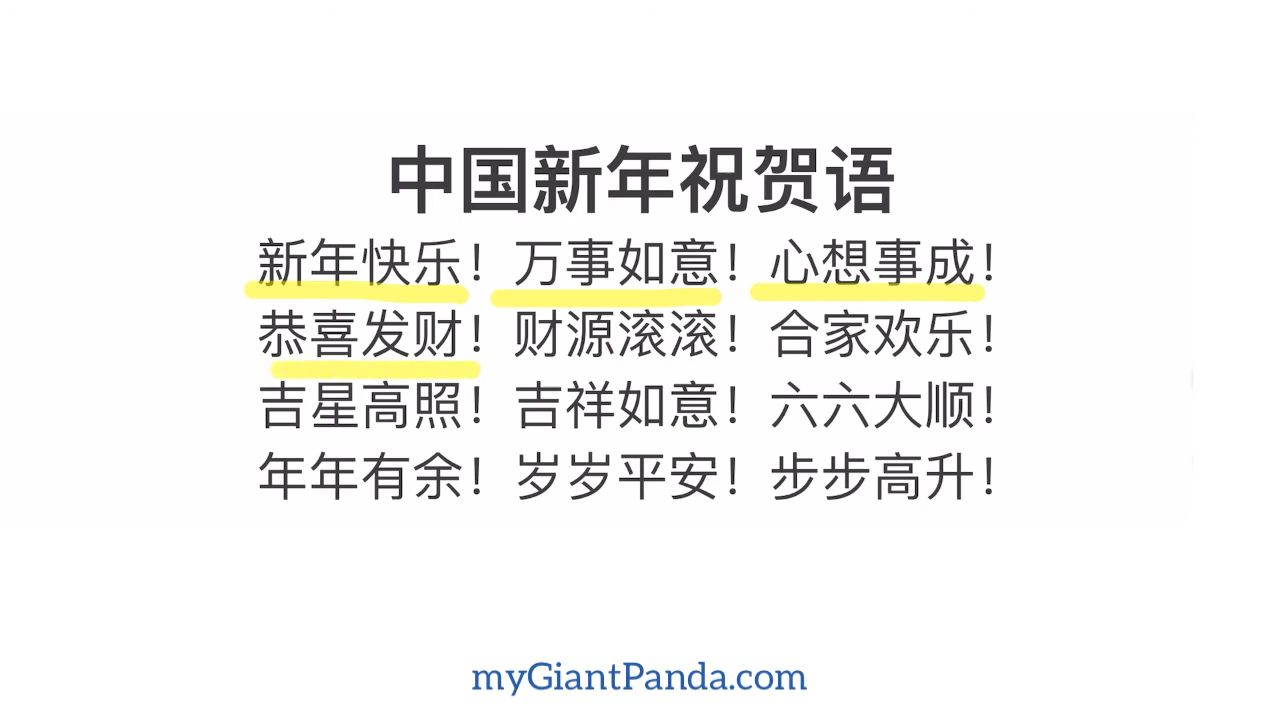 中国新年祝贺语
新年快乐！万事如意！心想事成！
恭喜发财！财源滚滚！合家欢乐！
吉星高照！吉祥如意！六六大顺！
年年有余！岁岁平安！步步高升！
myGiantPanda.com